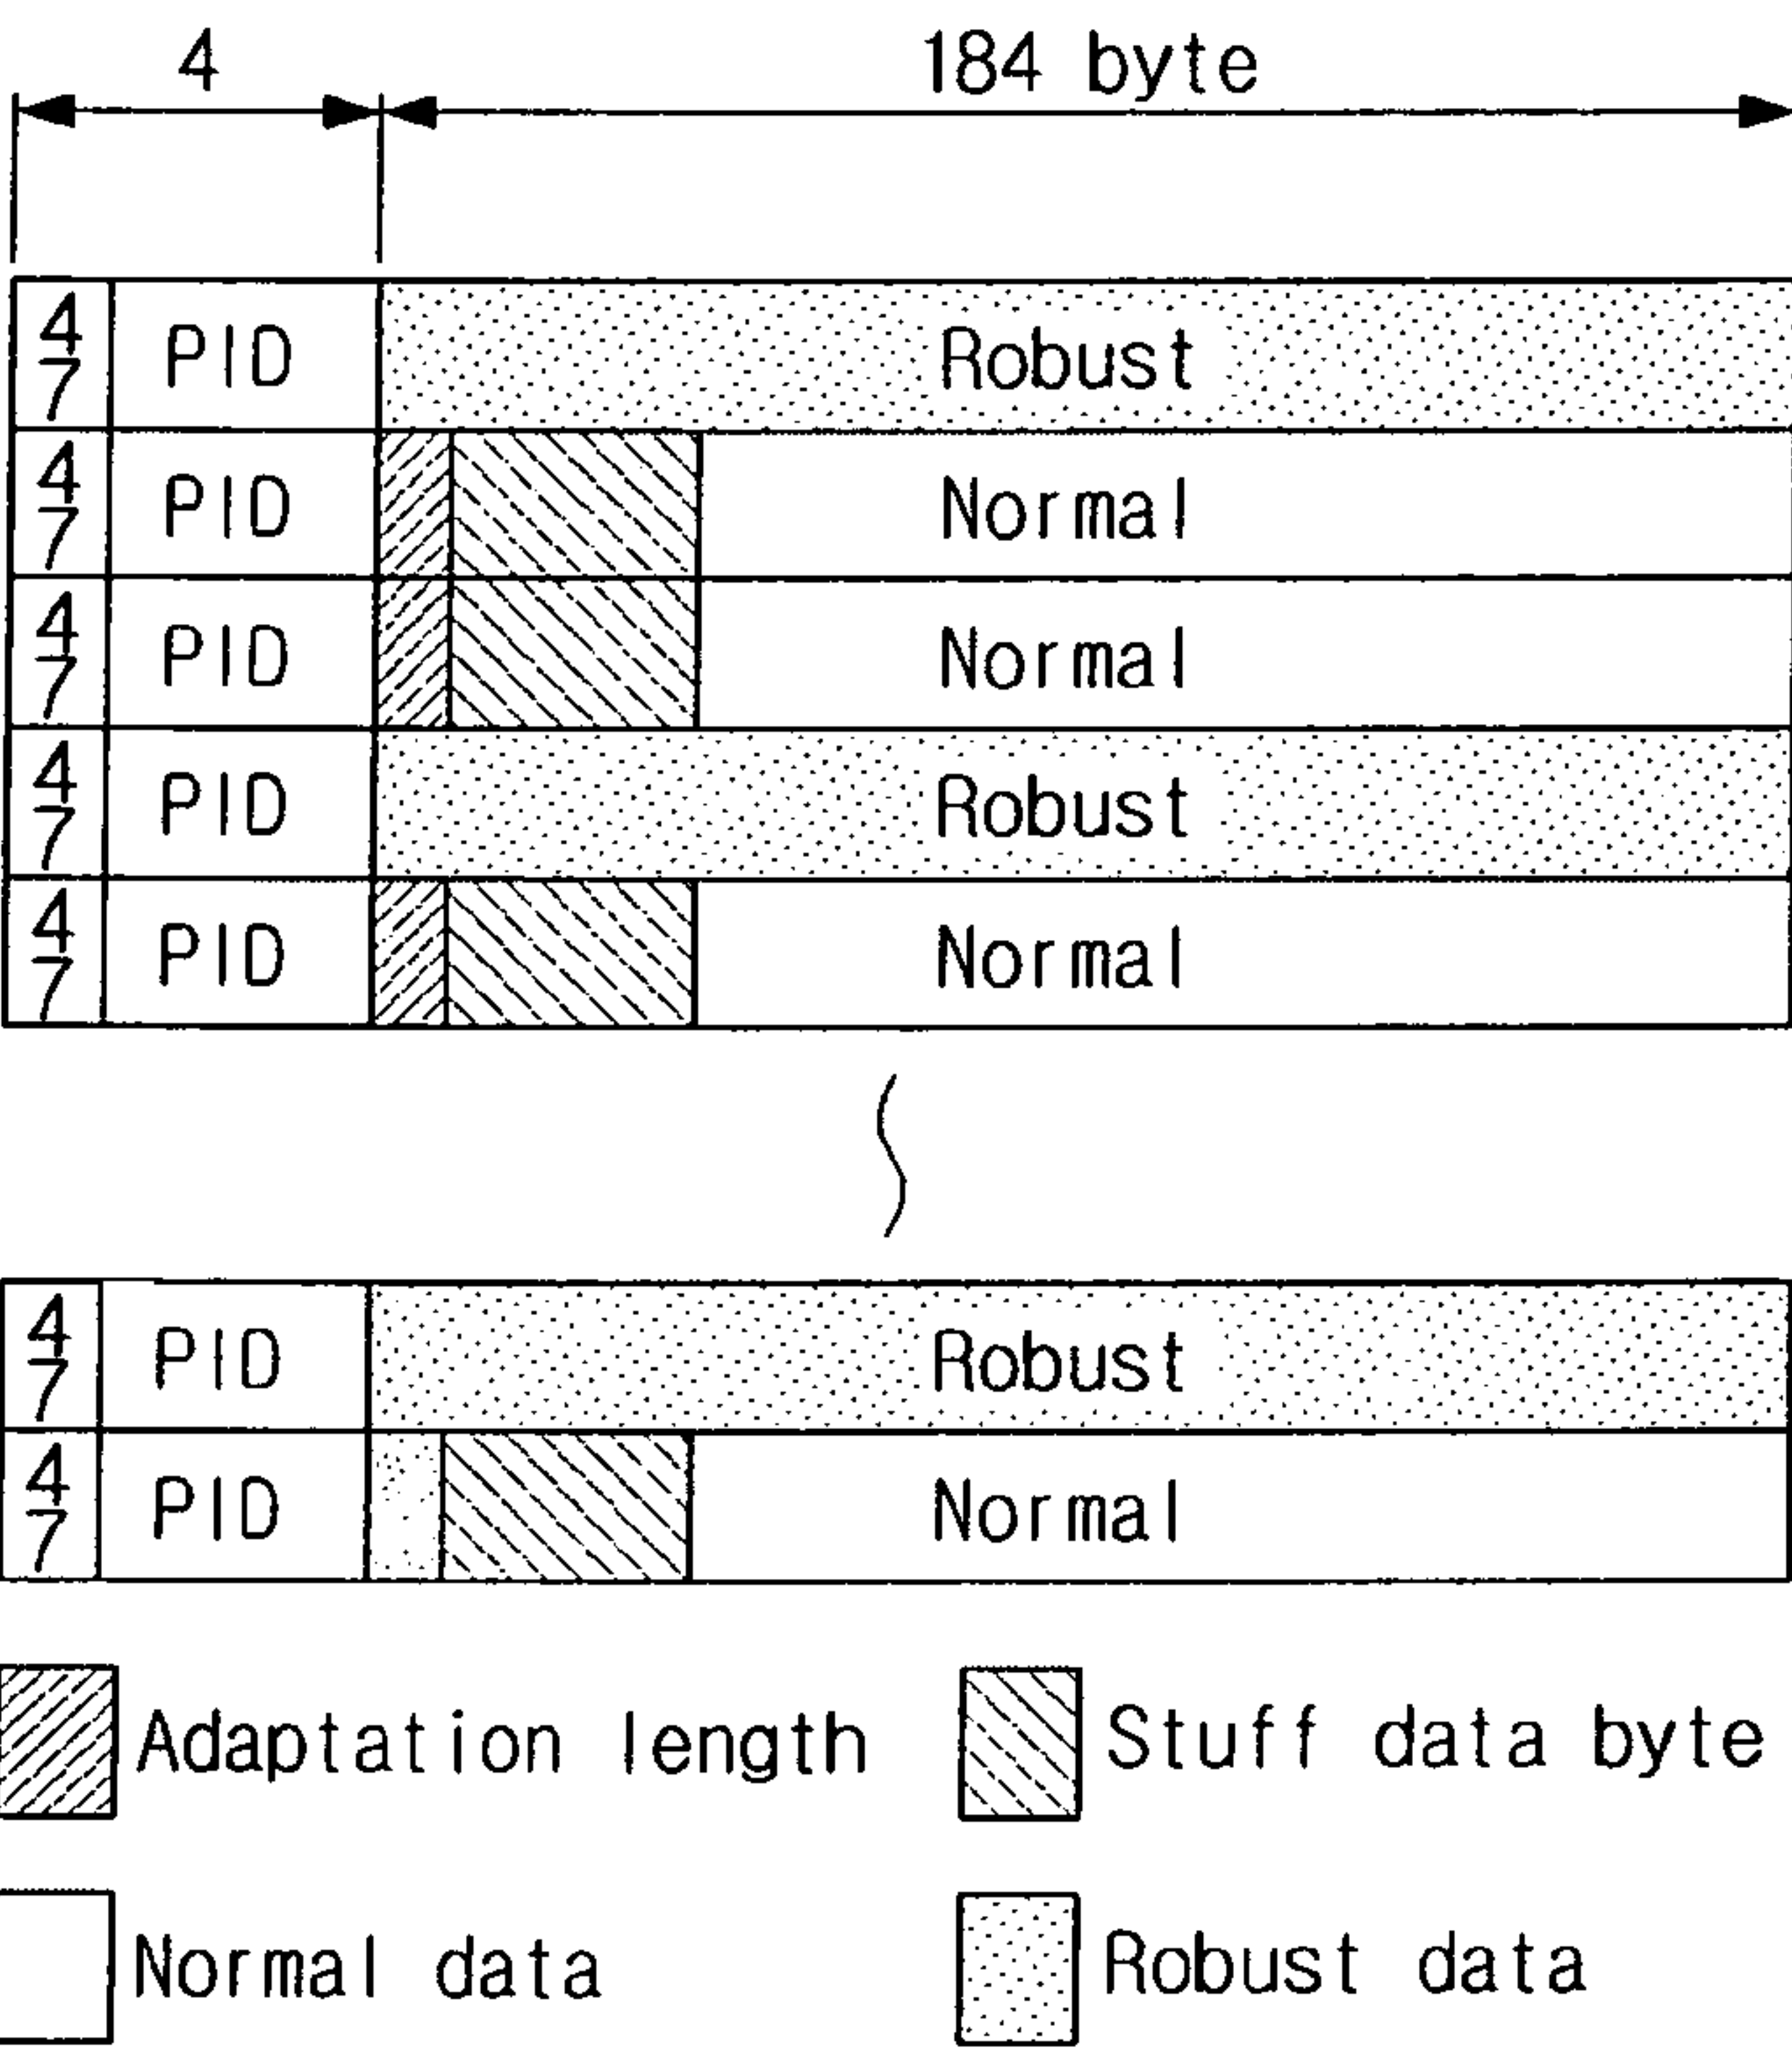 4 184 byte
47 PID Robust
47 PID Normal
47 PID Normal
47 PID Robust
47 PID Normal
47 PID Robust
47 PID Normal
Adaptation length Stuff data byte
Normal data Robust data